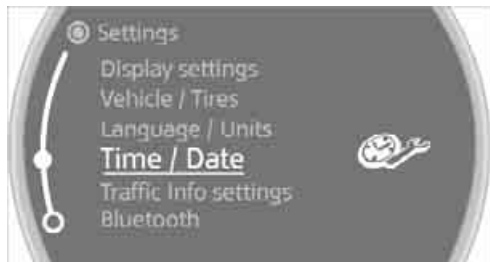 Settings
Display settings
Vehicle / Tires
Language / Units
Time / Date
Traffic Info settings
Bluetooth